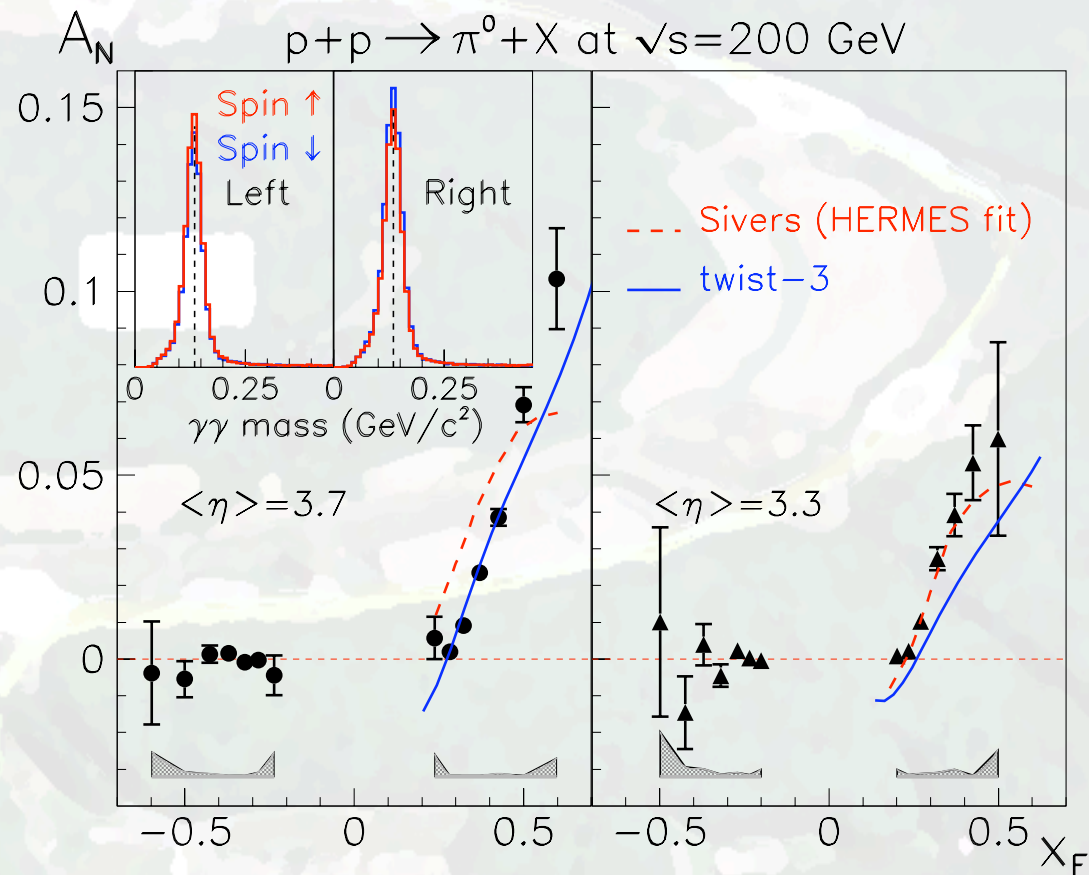 A_N
p+p → π⁰+X at √s=200 GeV
0.15
0.1
0.05
0
Spin ↑
Spin ↓
Left
Right
0
0.25
0
0.25
γγ mass (GeV/c²)
Sivers (HERMES fit)
twist−3
<η>=3.7
<η>=3.3
−0.5
0
0.5
−0.5
0
0.5
X_F